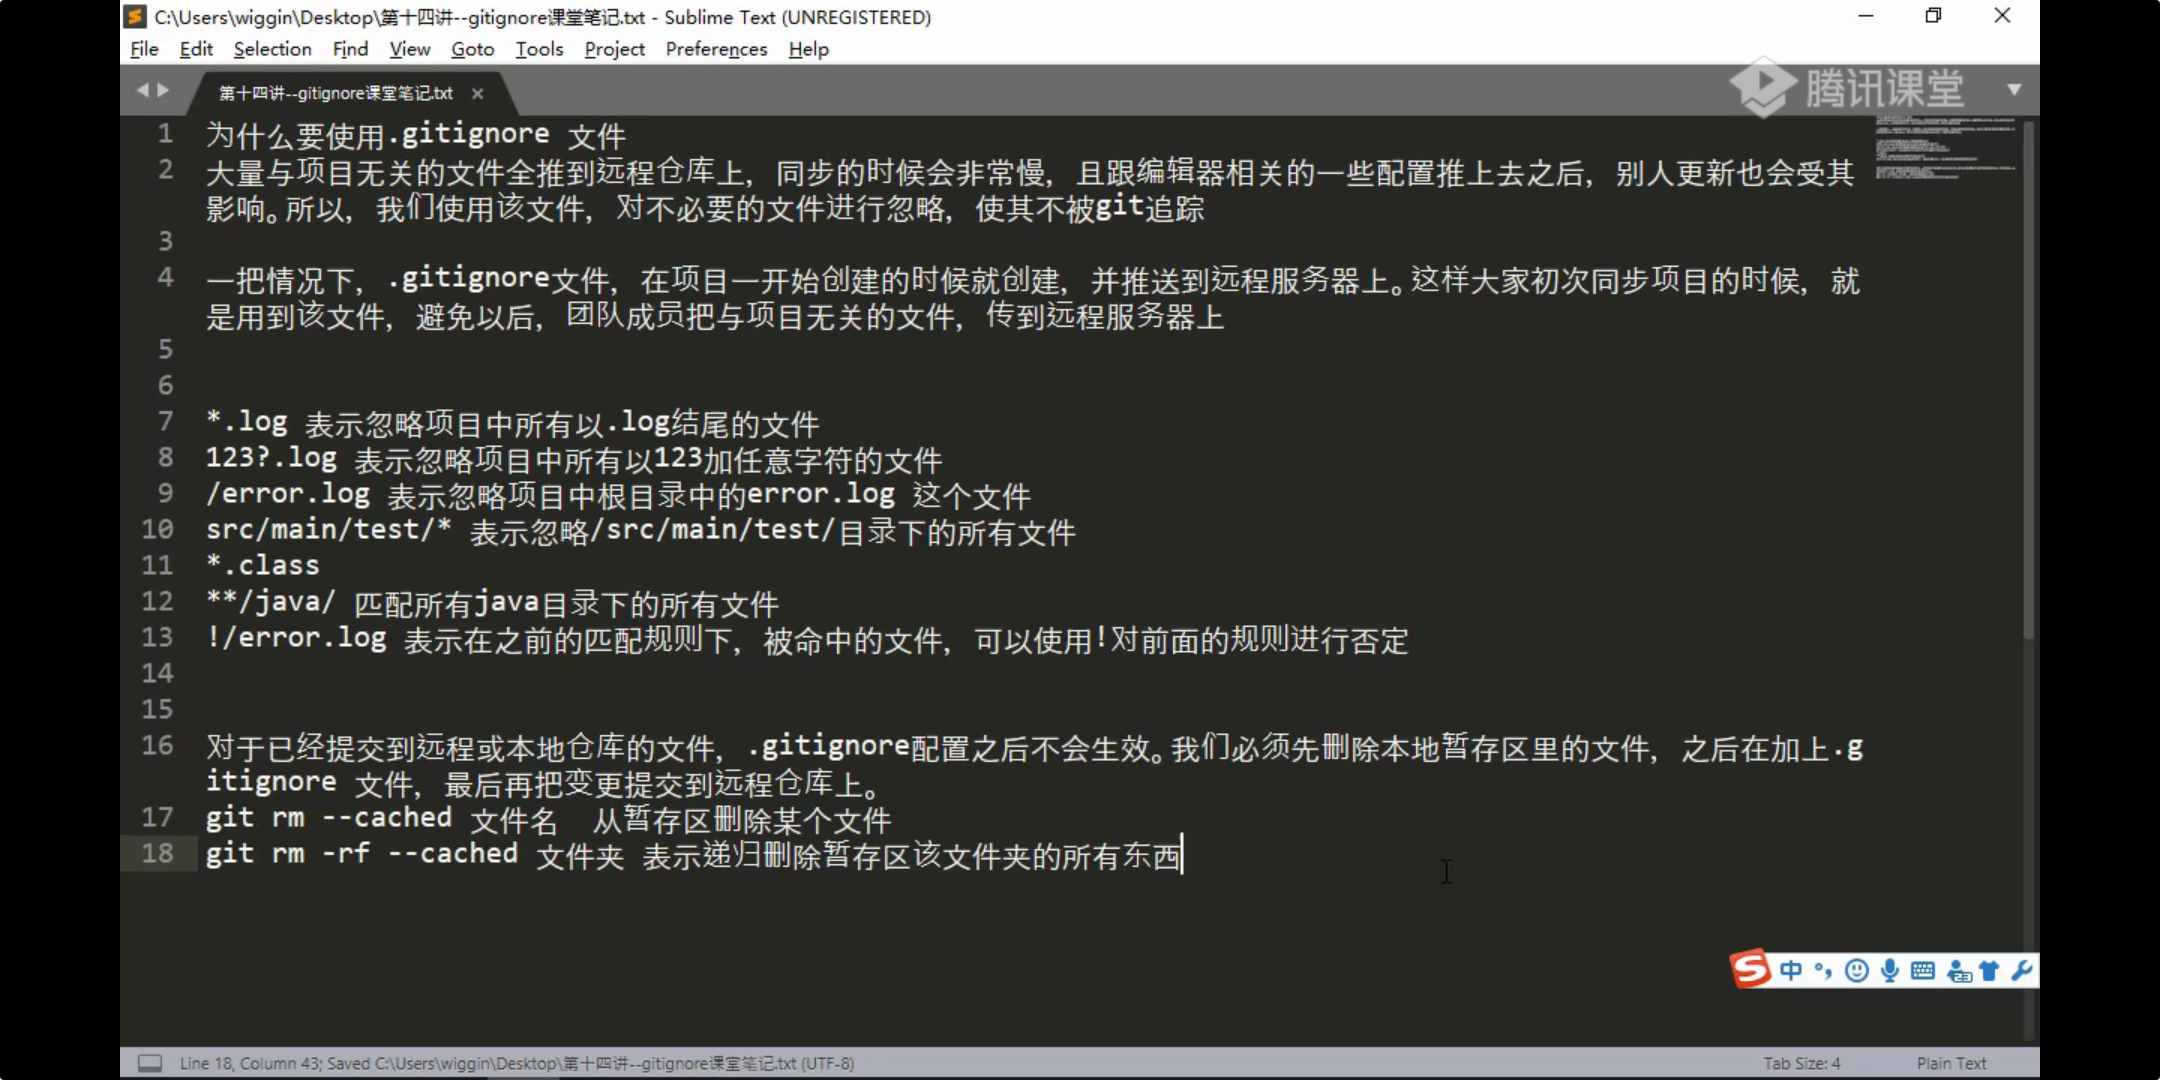 C:\Users\wiggin\Desktop\第十四讲--gitignore课堂笔记.txt - Sublime Text (UNREGISTERED)
File Edit Selection Find View Goto Tools Project Preferences Help
第十四讲--gitignore课堂笔记.txt
腾讯课堂
1 为什么要使用.gitignore 文件
2 大量与项目无关的文件全推到远程仓库上，同步的时候会非常慢，且跟编辑器相关的一些配置推上去之后，别人更新也会受其
影响。所以，我们使用该文件，对不必要的文件进行忽略，使其不被git追踪
3
4 一把情况下，.gitignore文件，在项目一开始创建的时候就创建，并推送到远程服务器上。这样大家初次同步项目的时候，就
是用到该文件，避免以后，团队成员把与项目无关的文件，传到远程服务器上
5
6
7 *.log 表示忽略项目中所有以.log结尾的文件
8 123?.log 表示忽略项目中所有以123加任意字符的文件
9 /error.log 表示忽略项目中根目录中的error.log 这个文件
10 src/main/test/* 表示忽略/src/main/test/目录下的所有文件
11 *.class
12 **/java/ 匹配所有java目录下的所有文件
13 !/error.log 表示在之前的匹配规则下，被命中的文件，可以使用!对前面的规则进行否定
14
15
16 对于已经提交到远程或本地仓库的文件，.gitignore配置之后不会生效。我们必须先删除本地暂存区里的文件，之后在加上.g
itignore 文件，最后再把变更提交到远程仓库上。
17 git rm --cached 文件名  从暂存区删除某个文件
18 git rm -rf --cached 文件夹 表示递归删除暂存区该文件夹的所有东西
中
Line 18, Column 43; Saved C:\Users\wiggin\Desktop\第十四讲--gitignore课堂笔记.txt (UTF-8)
Tab Size: 4
Plain Text